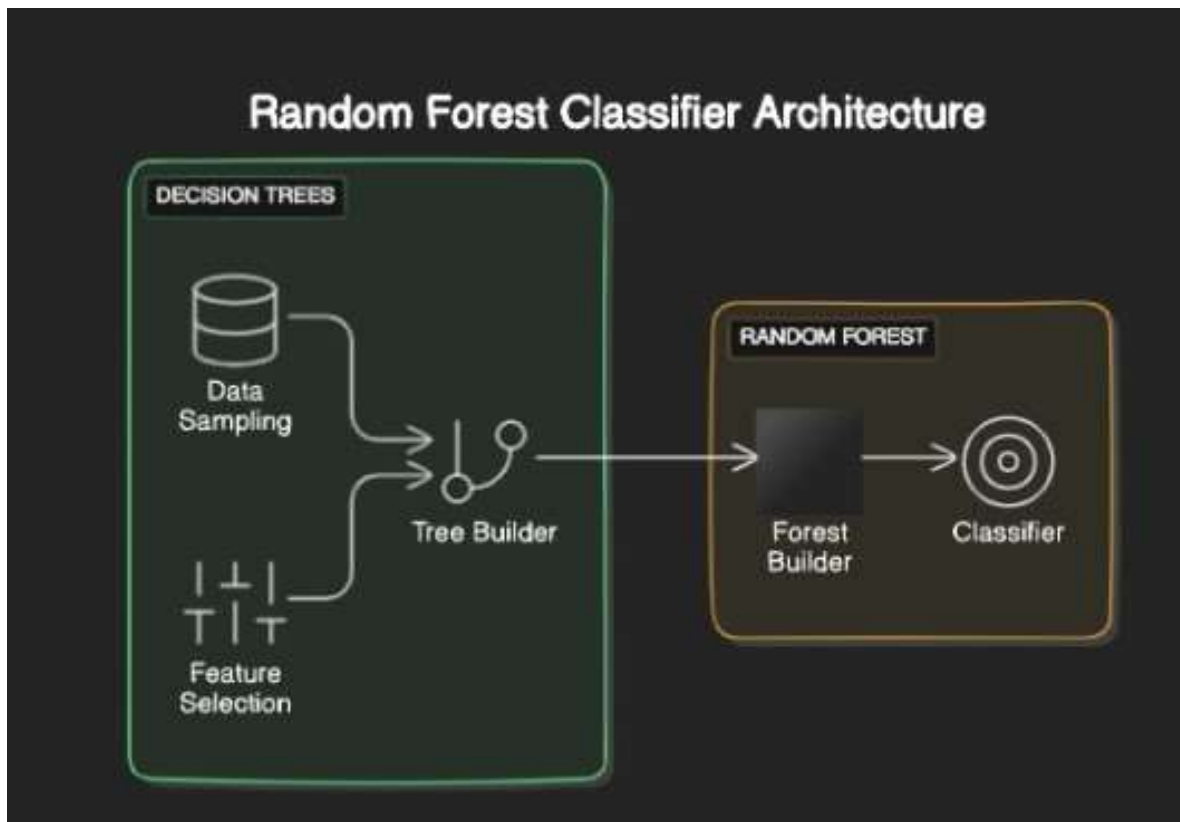 Random Forest Classifier Architecture
DECISION TREES
Data
Sampling
Tree Builder
Feature
Selection
RANDOM FOREST
Forest
Builder
Classifier